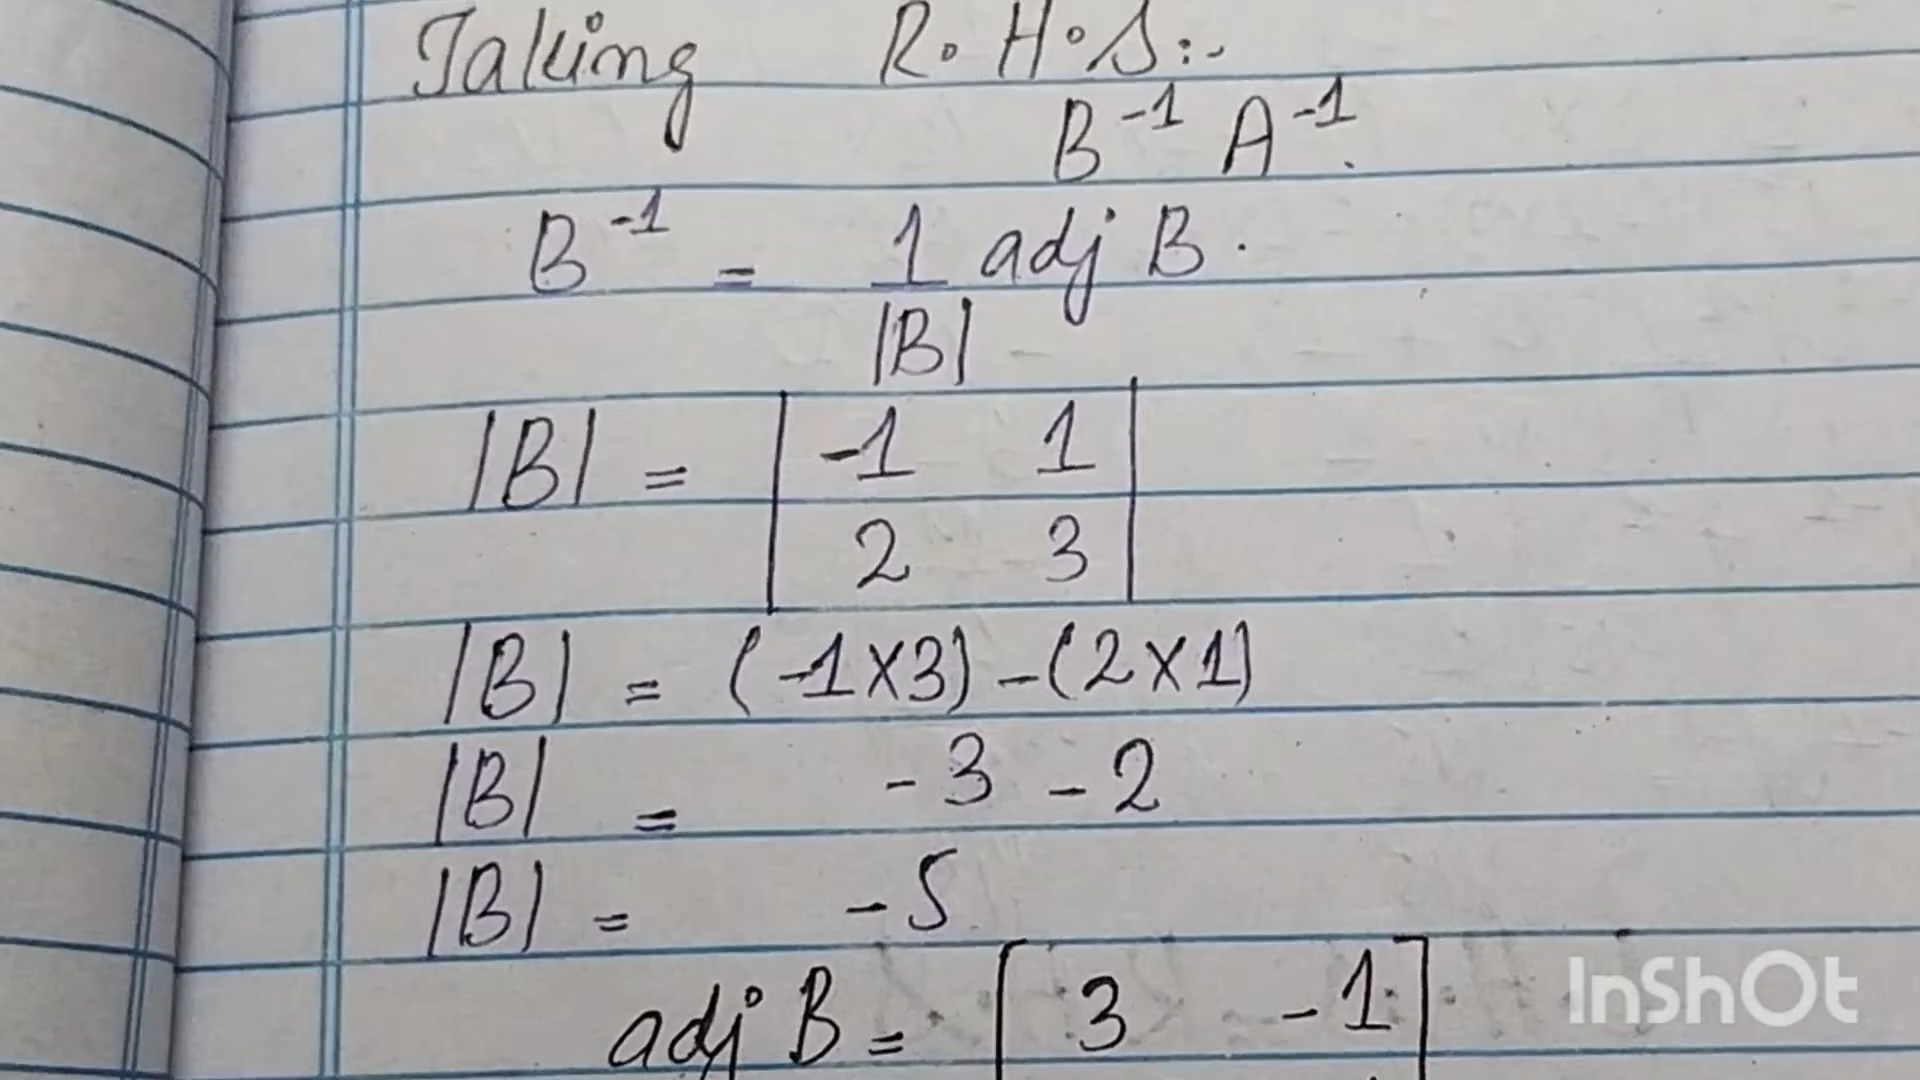 Taking R.H.S:-
B⁻¹ A⁻¹.
B⁻¹ = 1 adj B.
|B|
|B| = | -1 1 |
| 2 3 |
|B| = (-1×3) - (2×1)
|B| = -3 - 2
|B| = -5
adj B = [ 3 -1 ]
InShOt